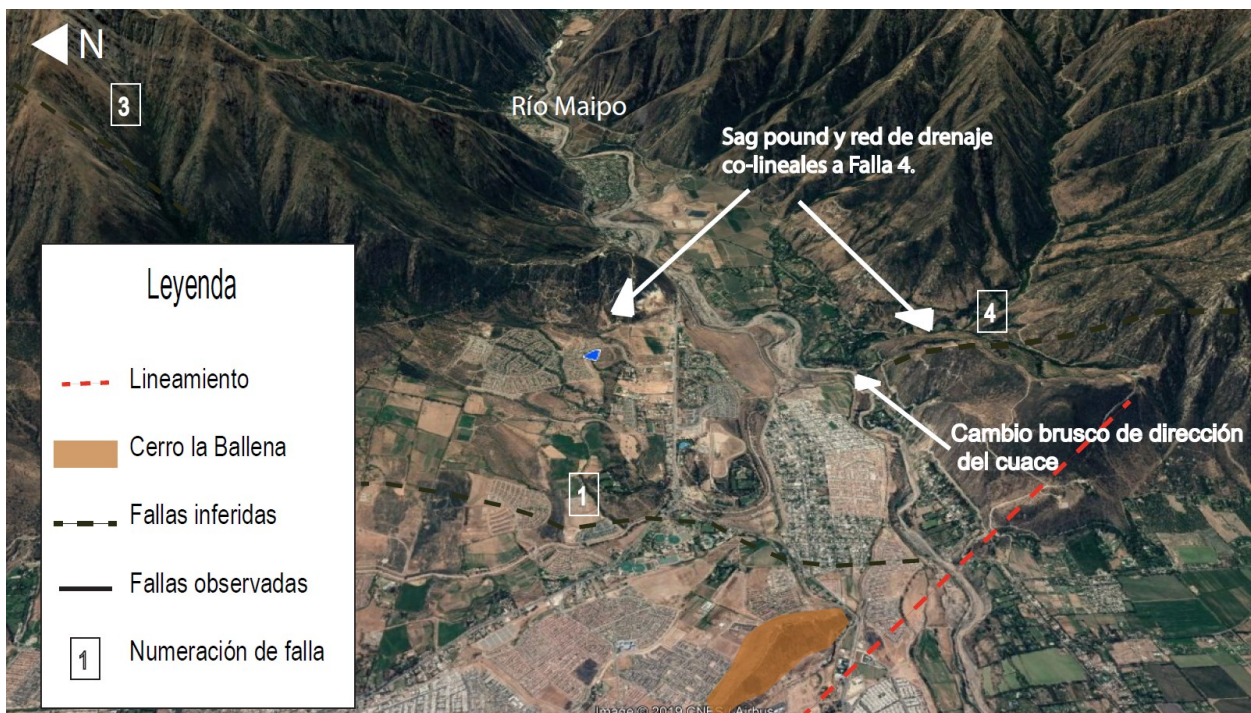 N
3
Río Maipo
Sag pound y red de drenaje
co-lineales a Falla 4.
4
Leyenda
Lineamiento
Cerro la Ballena
Fallas inferidas
Fallas observadas
1
Numeración de falla
1
Cambio brusco de dirección
del cuace
Image © 2019 CNES / Airbus